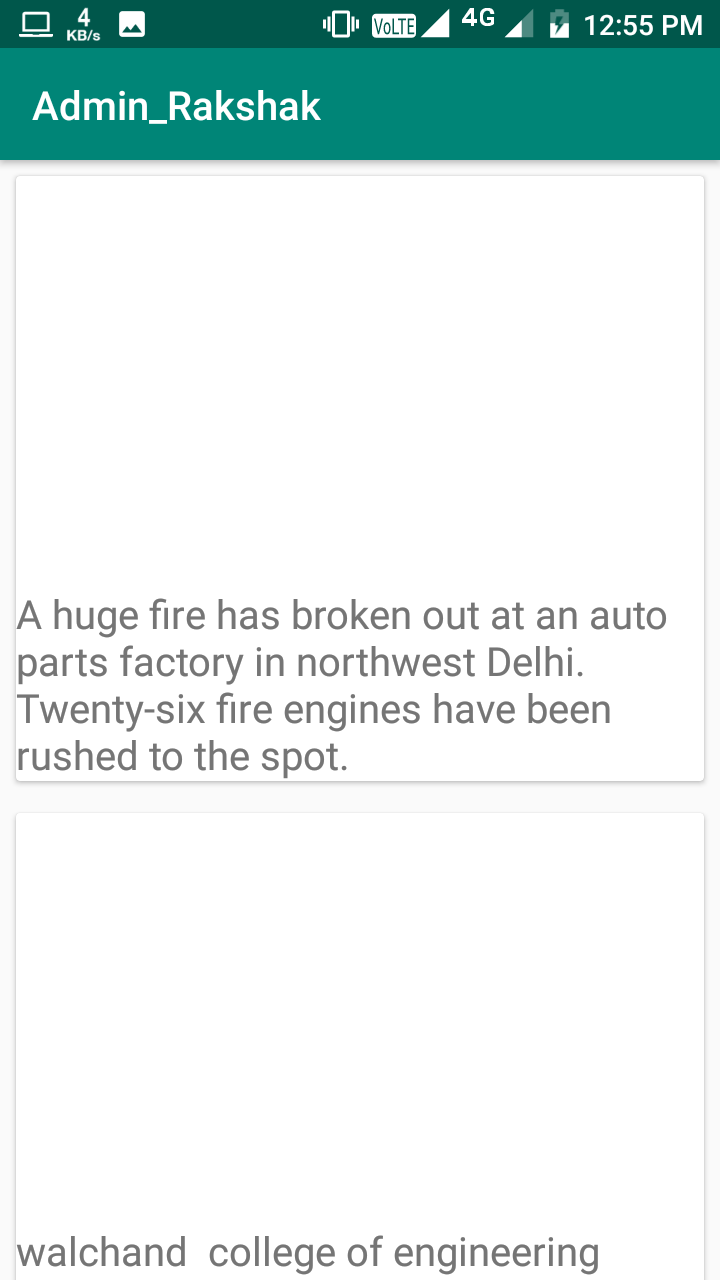 4 KB/s VoLTE 4G 12:55 PM
Admin_Rakshak
A huge fire has broken out at an auto
parts factory in northwest Delhi.
Twenty-six fire engines have been
rushed to the spot.
walchand  college of engineering